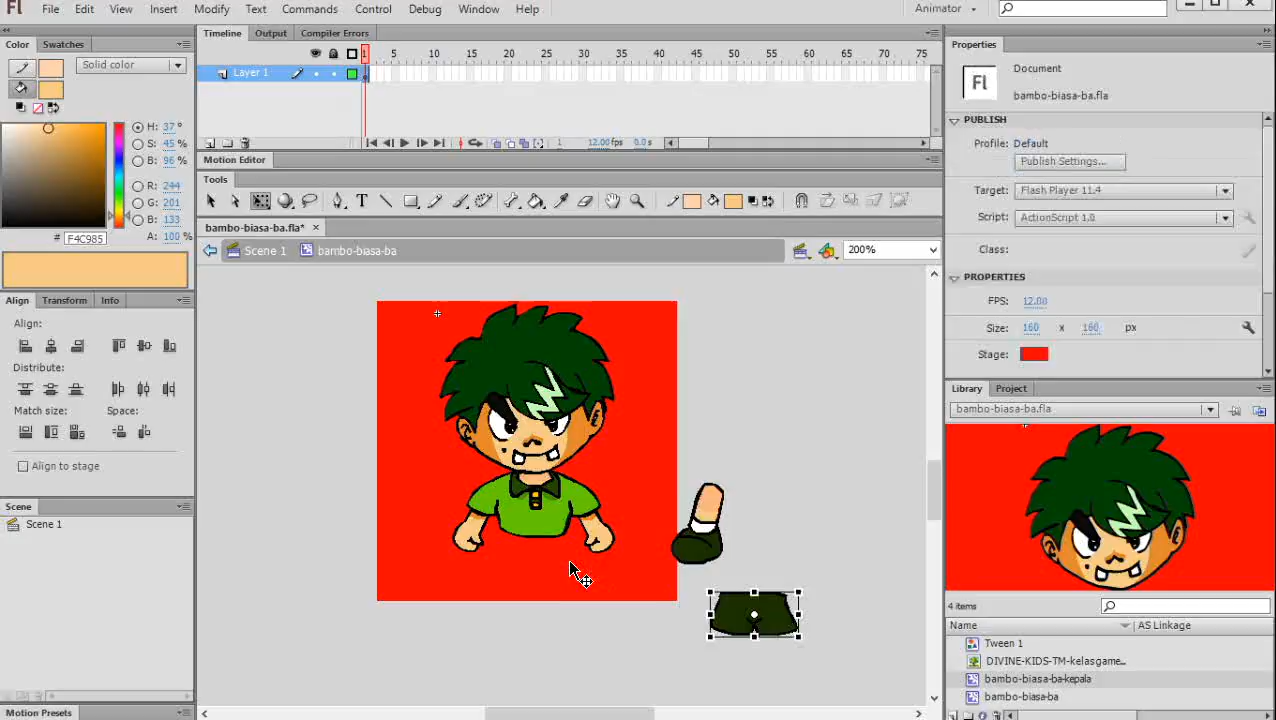 Fl File Edit View Insert Modify Text Commands Control Debug Window Help Animator
Color Swatches
Timeline Output Compiler Errors
Properties
Solid color
1 5 10 15 20 25 30 35 40 45 50 55 60 65 70 75
Layer 1
Fl
Document
bambo-biasa-ba.fla
PUBLISH
H: 37 °
S: 45 %
B: 96 %
R: 244
G: 201
B: 133
# F4C985 A: 100 %
1 12.00 fps 0.0 s
Motion Editor
Tools
Profile: Default
Publish Settings...
Target: Flash Player 11.4
Script: ActionScript 1.0
Class:
bambo-biasa-ba.fla* ×
Scene 1 bambo-biasa-ba 200%
PROPERTIES
FPS: 12.00
Size: 160 x 160 px
Stage:
Align Transform Info
Align:
Distribute:
Match size: Space:
Align to stage
Scene
Scene 1
Motion Presets
Library Project
bambo-biasa-ba.fla
4 items
Name AS Linkage
Tween 1
DIVINE-KIDS-TM-kelasgame...
bambo-biasa-ba-kepala
bambo-biasa-ba